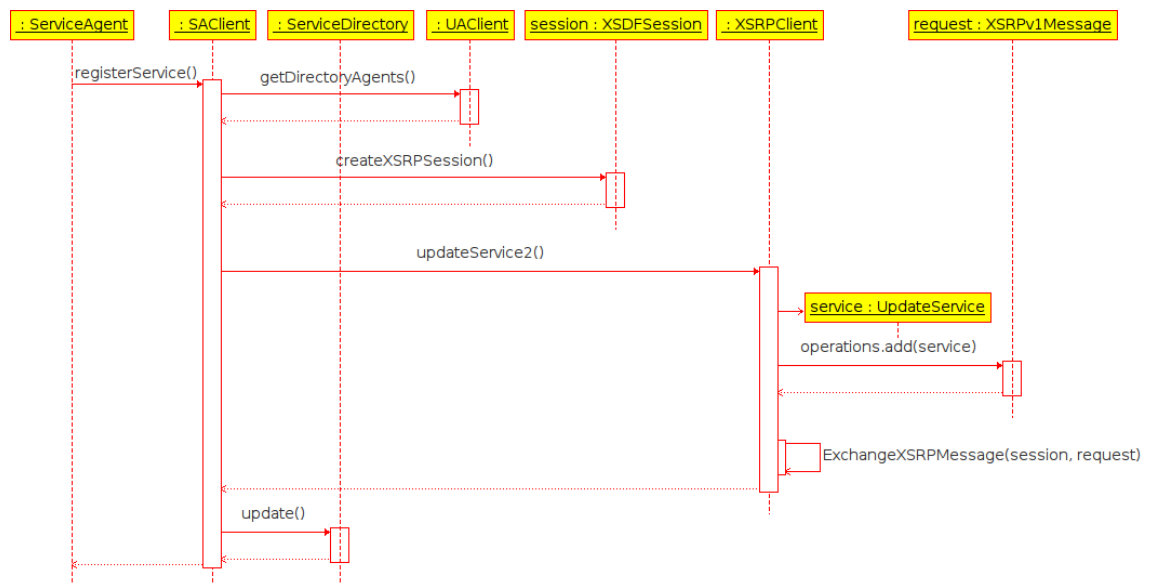 : ServiceAgent
: SAClient
: ServiceDirectory
: UAClient
session : XSDFSession
: XSRPClient
request : XSRPv1Message
registerService()
getDirectoryAgents()
createXSRPSession()
updateService2()
service : UpdateService
operations.add(service)
ExchangeXSRPMessage(session, request)
update()